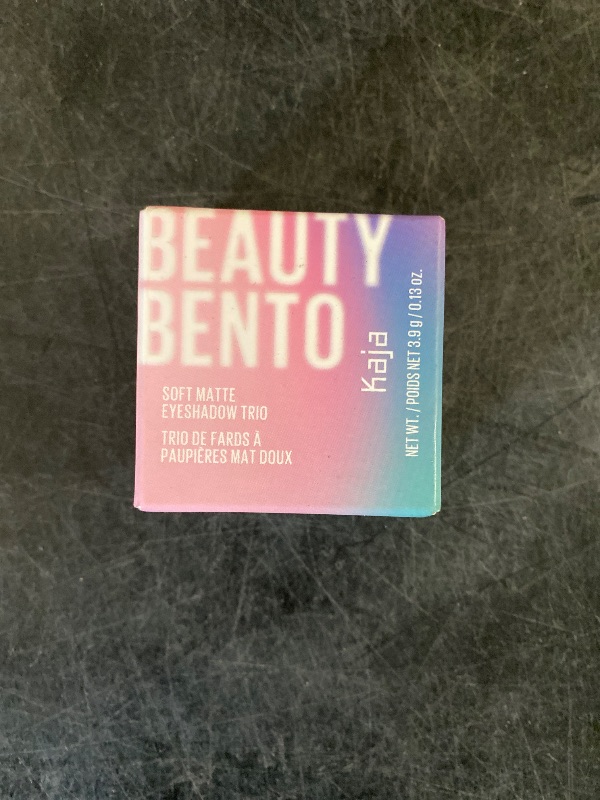 BEAUTY
BENTO
SOFT MATTE
EYESHADOW TRIO
TRIO DE FARDS À
PAUPIÈRES MAT DOUX
kaja
NET WT. / POIDS NET 3.9 g / 0.13 oz.